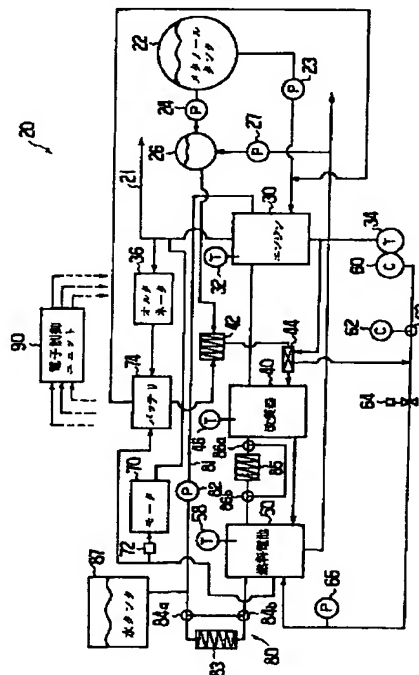 20
90
電子制御
ユニット
21
36
オルタ
ネータ
74
バッテリ
70
モータ
72
87
水タンク
22
メタノール
タンク
24
P
26
23
P
27
P
30
エンジン
32
T
42
44
40
改質器
46
T
81
82
P
85
86a
86b
50
燃料電池
58
T
84a
84b
83
80
34
T
60
C
62
C
64
66
P